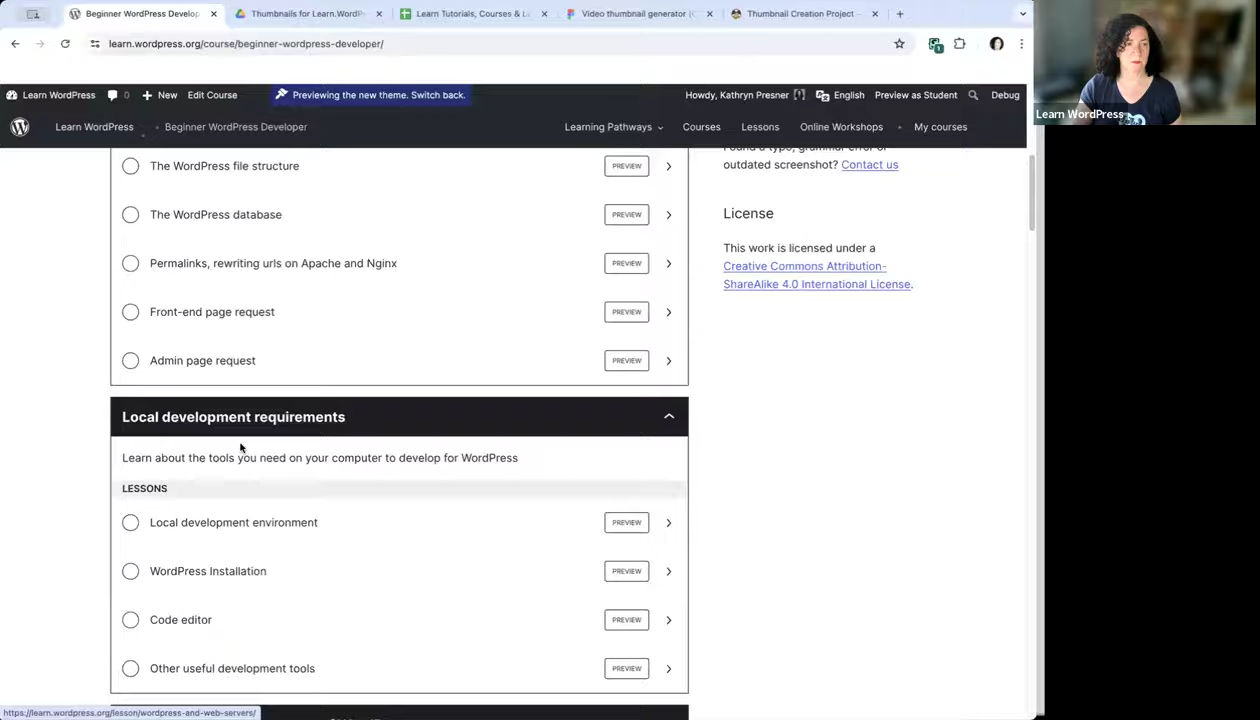 Beginner WordPress Develop
Thumbnails for Learn.WordP
Learn Tutorials, Courses & L
Video thumbnail generator (
Thumbnail Creation Project –
learn.wordpress.org/course/beginner-wordpress-developer/
Learn WordPress
0
New
Edit Course
Previewing the new theme. Switch back.
Howdy, Kathryn Presner
English
Preview as Student
Debug
Learn WordPress
Beginner WordPress Developer
Learning Pathways
Courses
Lessons
Online Workshops
My courses
Learn WordPress
The WordPress file structure
PREVIEW
The WordPress database
PREVIEW
Permalinks, rewriting urls on Apache and Nginx
PREVIEW
Front-end page request
PREVIEW
Admin page request
PREVIEW
Local development requirements
Learn about the tools you need on your computer to develop for WordPress
LESSONS
Local development environment
PREVIEW
WordPress Installation
PREVIEW
Code editor
PREVIEW
Other useful development tools
PREVIEW
Found a typo, grammar error or
outdated screenshot? Contact us
License
This work is licensed under a
Creative Commons Attribution-
ShareAlike 4.0 International License.
https://learn.wordpress.org/lesson/wordpress-and-web-servers/